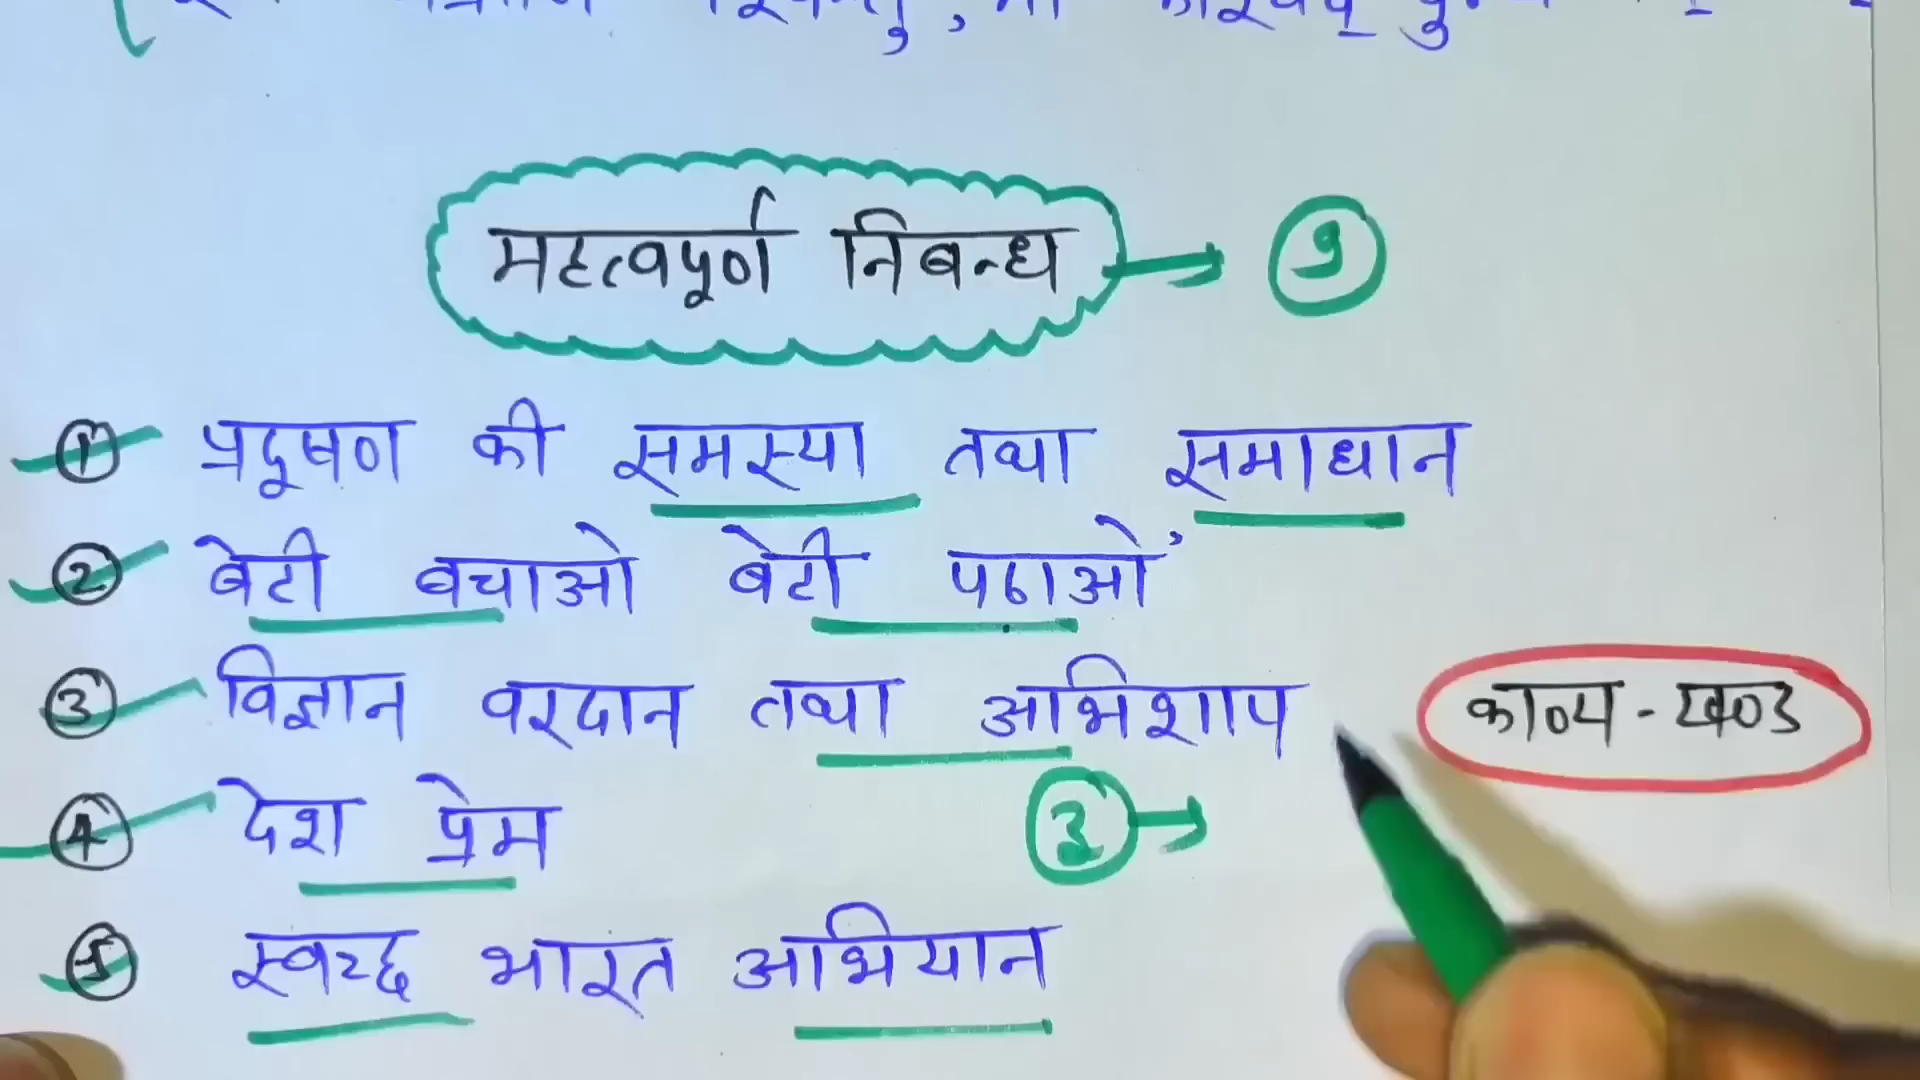 महत्वपूर्ण निबन्ध → 9
① प्रदूषण की समस्या तथा समाधान
② बेटी बचाओ बेटी पढाओ'
③ विज्ञान वरदान तथा अभिशाप
काव्य - खण्ड
④ देश प्रेम
⑤ स्वच्छ भारत अभियान